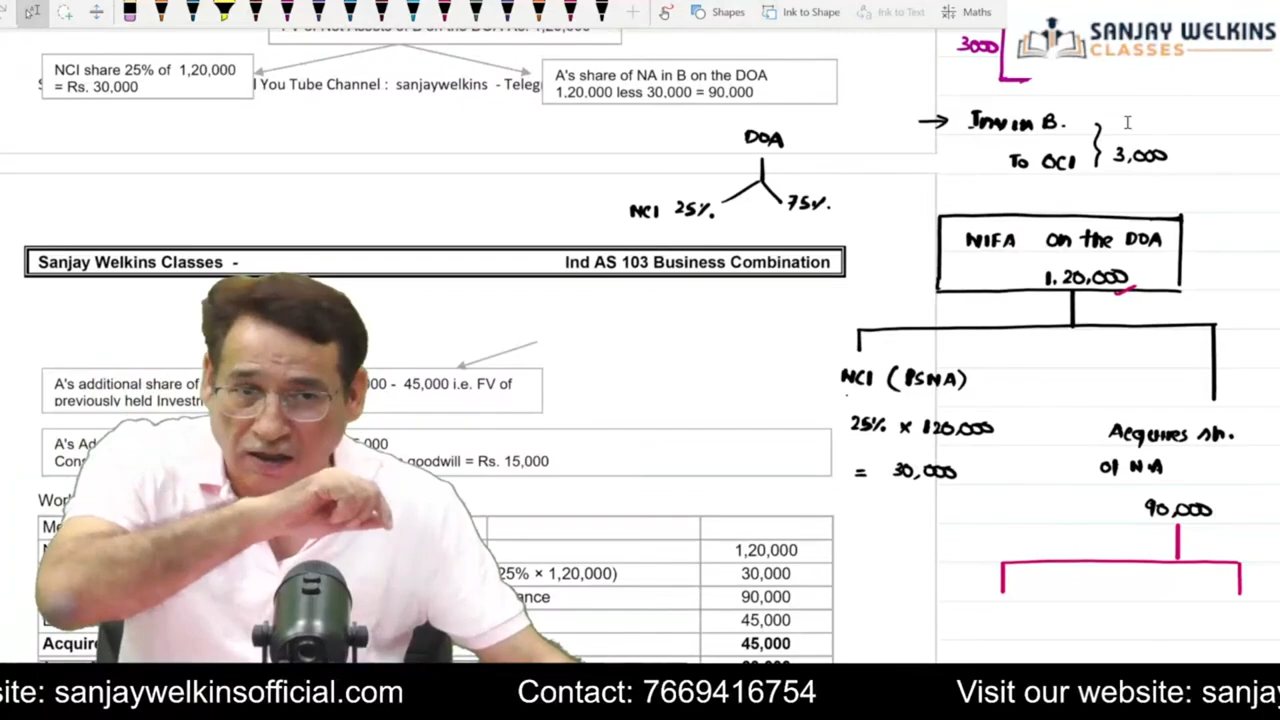 Shapes
Ink to Shape
Ink to Text
Maths
SANJAY WELKINS
CLASSES
3000
NCI share 25% of 1,20,000
= Rs. 30,000
You Tube Channel : sanjaywelkins - Teleg
A's share of NA in B on the DOA
1,20,000 less 30,000 = 90,000
→ Inv in B.
To OCI } 3,000
DOA
NCI 25%. 75%.
NIFA on the DOA
1,20,000
Sanjay Welkins Classes -
Ind AS 103 Business Combination
A's additional share of
000 - 45,000 i.e. FV of
previously held
NCI (PSNA)
25% × 120,000
= 30,000
Acquires sh.
of NA
90,000
A's
000
goodwill = Rs. 15,000
1,20,000
25% × 1,20,000) 30,000
90,000
45,000
Acquire 45,000
site: sanjaywelkinsofficial.com
Contact: 7669416754
Visit our website: sanjay